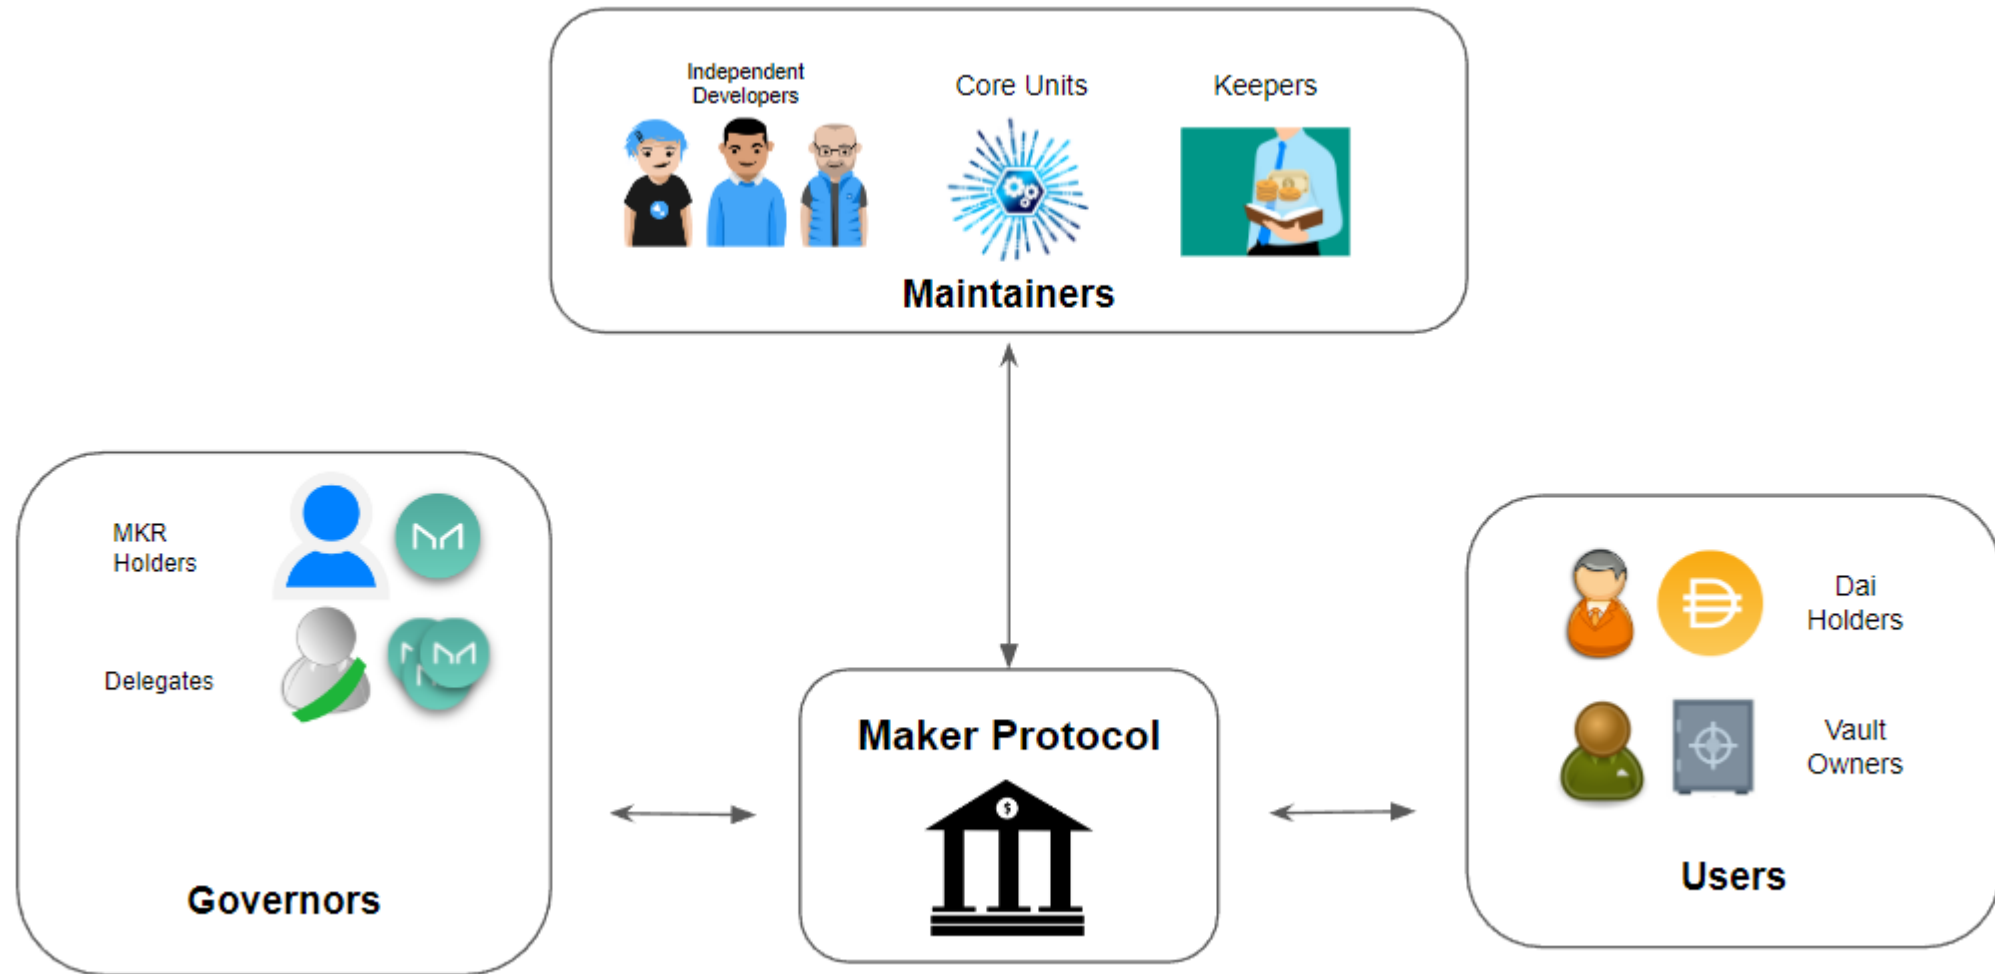 Independent
Developers
Core Units
Keepers
Maintainers
MKR
Holders
Delegates
Governors
Maker Protocol
$
Dai
Holders
Vault
Owners
Users